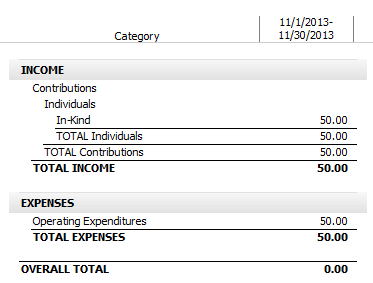 11/1/2013-
Category 11/30/2013
INCOME
Contributions
Individuals
In-Kind 50.00
TOTAL Individuals 50.00
TOTAL Contributions 50.00
TOTAL INCOME 50.00
EXPENSES
Operating Expenditures 50.00
TOTAL EXPENSES 50.00
OVERALL TOTAL 0.00